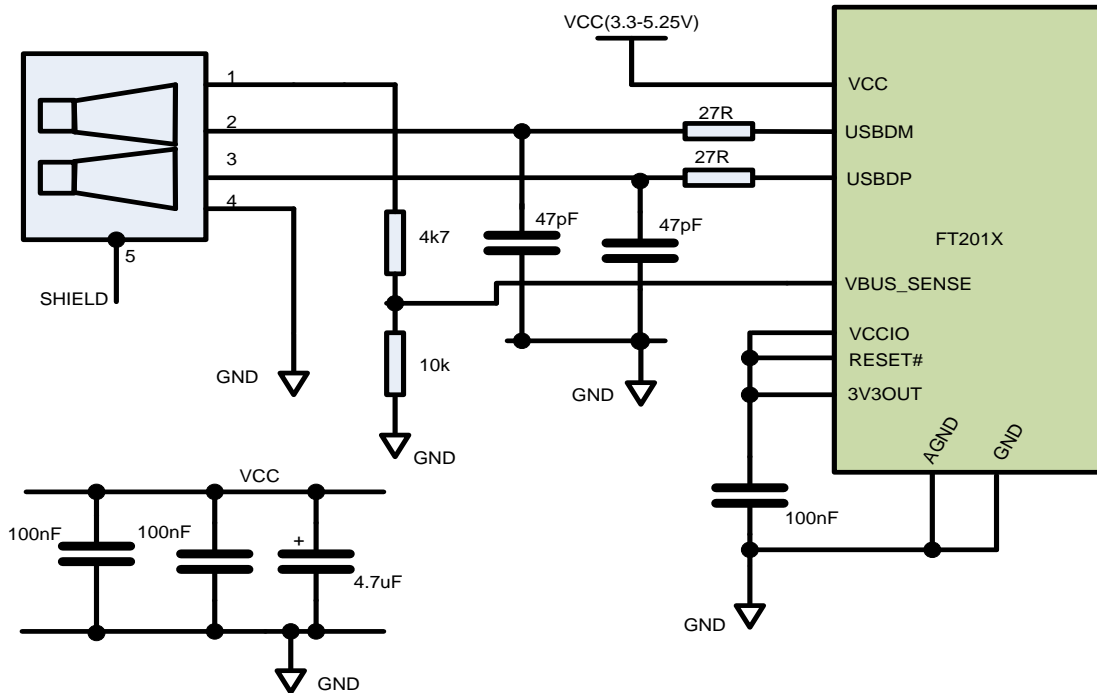 VCC(3.3-5.25V)
1
VCC
27R
2
USBDM
27R
3
USBDP
4
47pF
47pF
4k7
FT201X
5
SHIELD
VBUS_SENSE
VCCIO
RESET#
10k
GND
GND
3V3OUT
AGND
GND
GND
VCC
100nF
100nF
100nF
+
4.7uF
GND
GND